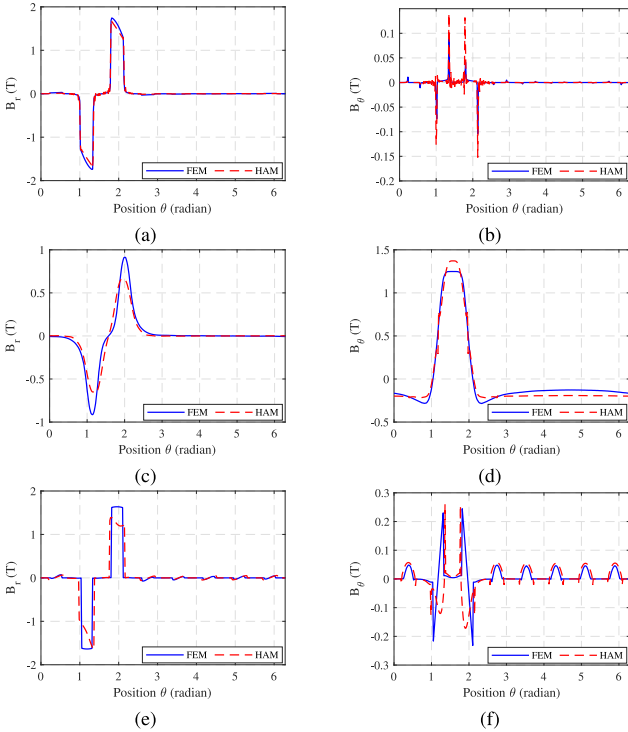 2
1
0
-1
-2
B_r (T)
0 1 2 3 4 5 6
Position θ (radian)
FEM HAM
(a)
0.1
0.05
0
-0.05
-0.1
-0.15
-0.2
B_θ (T)
0 1 2 3 4 5 6
Position θ (radian)
FEM HAM
(b)
1
0.5
0
-0.5
-1
B_r (T)
0 1 2 3 4 5 6
Position θ (radian)
FEM HAM
(c)
1.5
1
0.5
0
-0.5
B_θ (T)
0 1 2 3 4 5 6
Position θ (radian)
FEM HAM
(d)
2
1
0
-1
-2
B_r (T)
0 1 2 3 4 5 6
Position θ (radian)
FEM HAM
(e)
0.3
0.2
0.1
0
-0.1
-0.2
-0.3
B_θ (T)
0 1 2 3 4 5 6
Position θ (radian)
FEM HAM
(f)